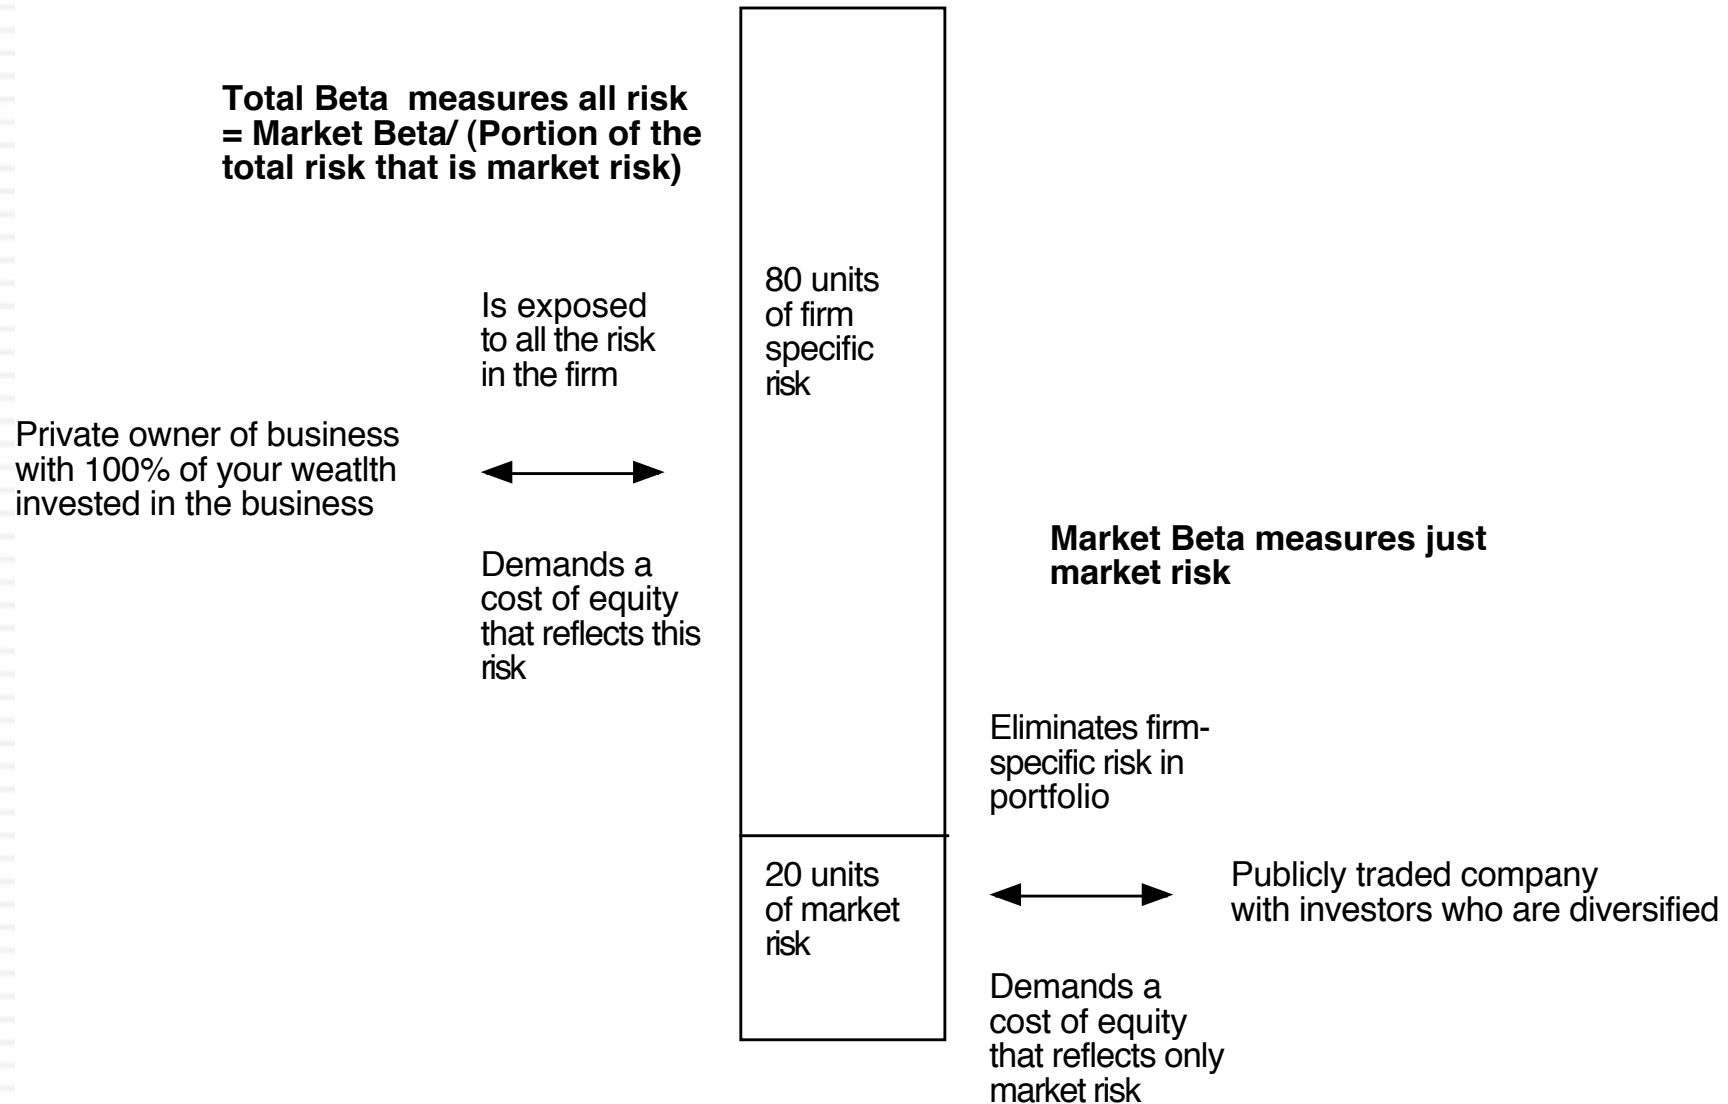 Total Beta  measures all risk
= Market Beta/ (Portion of the
total risk that is market risk)
80 units
of firm
specific
risk
Is exposed
to all the risk
in the firm
Private owner of business
with 100% of your weatlth
invested in the business
Demands a
cost of equity
that reflects this
risk
Market Beta measures just
market risk
Eliminates firm-
specific risk in
portfolio
20 units
of market
risk
Publicly traded company
with investors who are diversified
Demands a
cost of equity
that reflects only
market risk